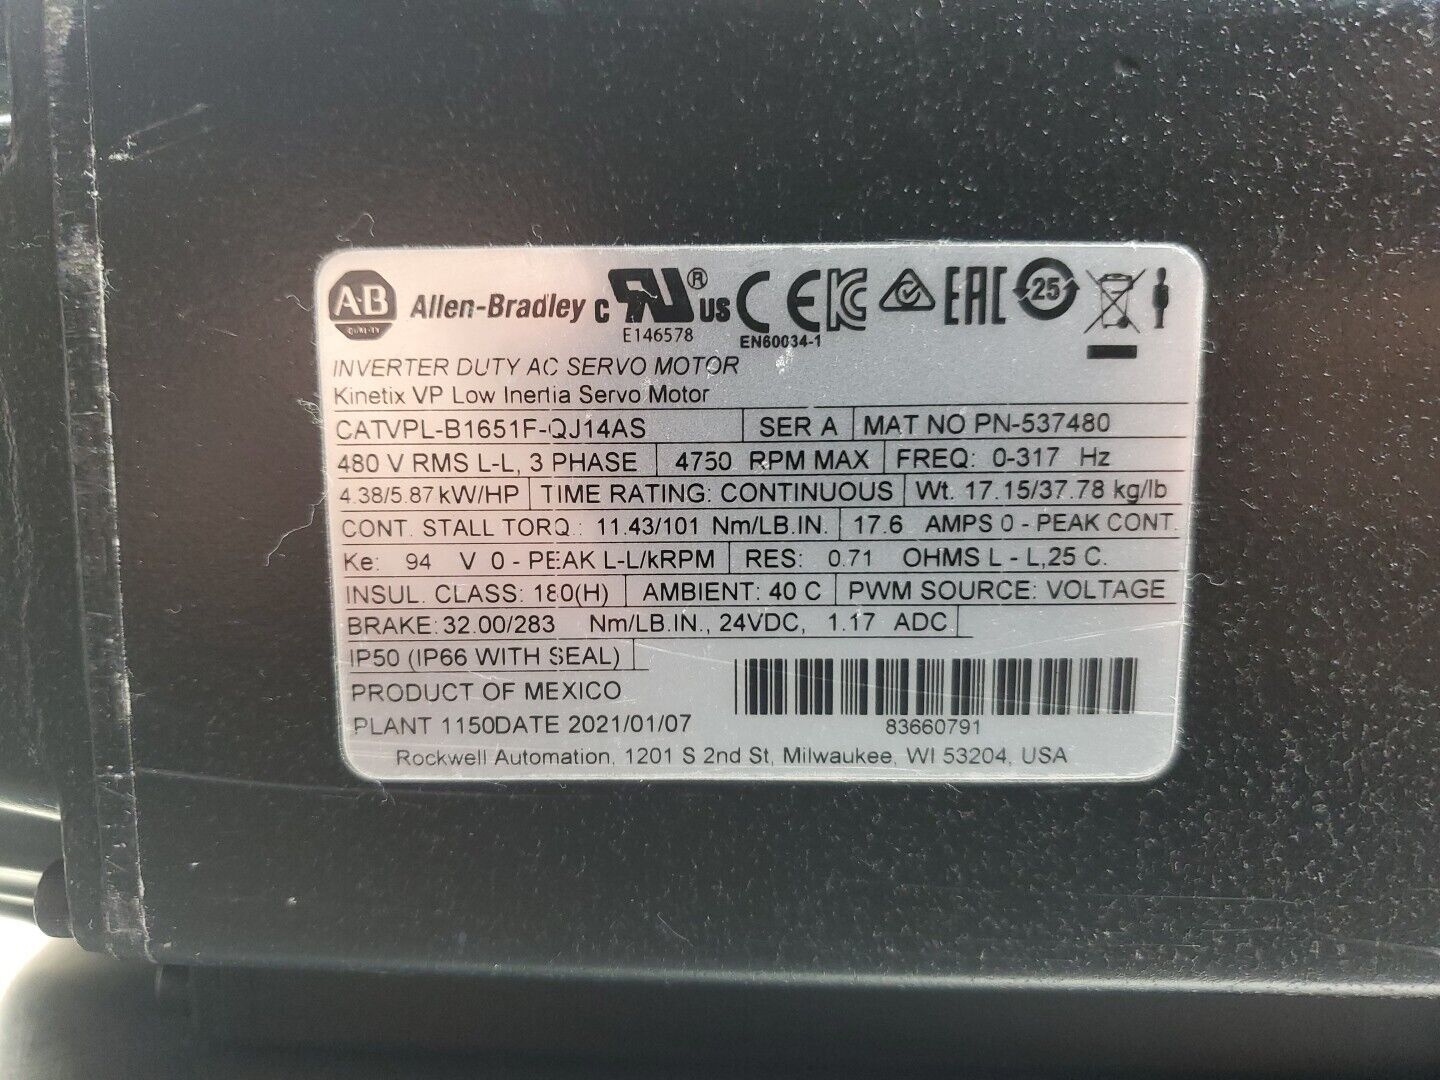 A-B Allen-Bradley c UL ® US CE KC EAC 25
QUALITY E146578 EN60034-1
INVERTER DUTY AC SERVO MOTOR
Kinetix VP Low Inertia Servo Motor
CAT VPL-B1651F-QJ14AS SER A MAT NO PN-537480
480 V RMS L-L, 3 PHASE 4750 RPM MAX FREQ: 0-317 Hz
4.38/5.87 kW/HP TIME RATING: CONTINUOUS Wt. 17.15/37.78 kg/lb
CONT. STALL TORQ.: 11.43/101 Nm/LB.IN. 17.6 AMPS 0 - PEAK CONT.
Ke: 94 V 0 - PEAK L-L/kRPM RES: 0.71 OHMS L - L,25 C.
INSUL. CLASS: 180(H) AMBIENT: 40 C PWM SOURCE: VOLTAGE
BRAKE: 32.00/283 Nm/LB.IN., 24VDC, 1.17 ADC
IP50 (IP66 WITH SEAL)
PRODUCT OF MEXICO
PLANT 1150DATE 2021/01/07 83660791
Rockwell Automation, 1201 S 2nd St, Milwaukee, WI 53204, USA